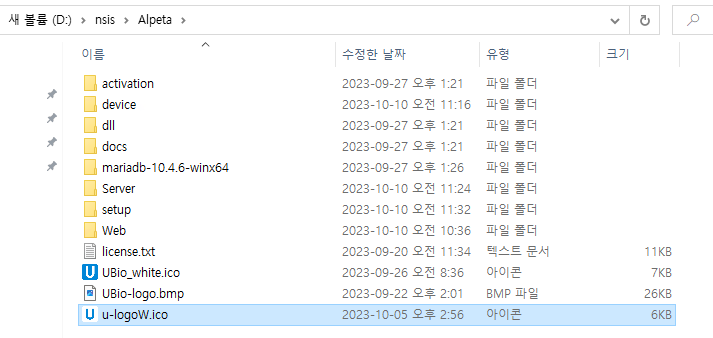 새 볼륨 (D:) > nsis > Alpeta >
이름 수정한 날짜 유형 크기
activation 2023-09-27 오후 1:21 파일 폴더
device 2023-10-10 오전 11:16 파일 폴더
dll 2023-09-27 오후 1:21 파일 폴더
docs 2023-09-27 오후 1:21 파일 폴더
mariadb-10.4.6-winx64 2023-09-27 오후 1:26 파일 폴더
Server 2023-10-10 오전 11:24 파일 폴더
setup 2023-10-10 오전 11:32 파일 폴더
Web 2023-10-10 오전 10:36 파일 폴더
license.txt 2023-09-20 오전 11:34 텍스트 문서 11KB
UBio_white.ico 2023-09-26 오전 8:36 아이콘 7KB
UBio-logo.bmp 2023-09-22 오후 2:01 BMP 파일 26KB
u-logoW.ico 2023-10-05 오후 2:56 아이콘 6KB